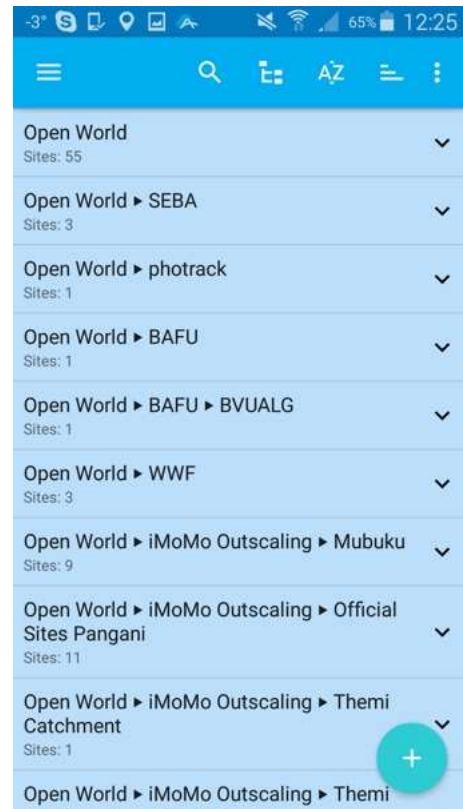 -3° 65% 12:25
AZ
Open World
Sites: 55
Open World ▸ SEBA
Sites: 3
Open World ▸ photrack
Sites: 1
Open World ▸ BAFU
Sites: 1
Open World ▸ BAFU ▸ BVUALG
Sites: 1
Open World ▸ WWF
Sites: 3
Open World ▸ iMoMo Outscaling ▸ Mubuku
Sites: 9
Open World ▸ iMoMo Outscaling ▸ Official
Sites Pangani
Sites: 11
Open World ▸ iMoMo Outscaling ▸ Themi
Catchment
Sites: 1
Open World ▸ iMoMo Outscaling ▸ Themi